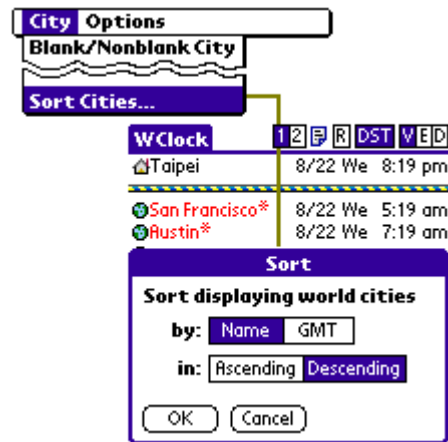 City Options
Blank/Nonblank City
Sort Cities...
WClock 1 2 R DST V E D
Taipei 8/22 We 8:19 pm
San Francisco* 8/22 We 5:19 am
Austin* 8/22 We 7:19 am
Sort
Sort displaying world cities
by: Name GMT
in: Ascending Descending
OK Cancel